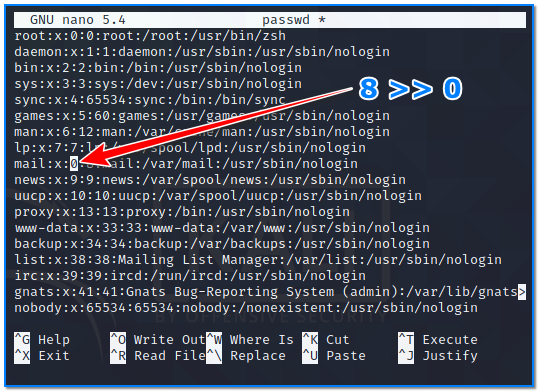 GNU nano 5.4 passwd *
root:x:0:0:root:/root:/usr/bin/zsh
daemon:x:1:1:daemon:/usr/sbin:/usr/sbin/nologin
bin:x:2:2:bin:/bin:/usr/sbin/nologin
sys:x:3:3:sys:/dev:/usr/sbin/nologin
sync:x:4:65534:sync:/bin:/bin/sync
8 >> 0
games:x:5:60:games:/usr/games:/usr/sbin/nologin
man:x:6:12:man:/var/cache/man:/usr/sbin/nologin
lp:x:7:7:lp:/var/spool/lpd:/usr/sbin/nologin
mail:x:0:8:mail:/var/mail:/usr/sbin/nologin
news:x:9:9:news:/var/spool/news:/usr/sbin/nologin
uucp:x:10:10:uucp:/var/spool/uucp:/usr/sbin/nologin
proxy:x:13:13:proxy:/bin:/usr/sbin/nologin
www-data:x:33:33:www-data:/var/www:/usr/sbin/nologin
backup:x:34:34:backup:/var/backups:/usr/sbin/nologin
list:x:38:38:Mailing List Manager:/var/list:/usr/sbin/nologin
irc:x:39:39:ircd:/run/ircd:/usr/sbin/nologin
gnats:x:41:41:Gnats Bug-Reporting System (admin):/var/lib/gnats>
nobody:x:65534:65534:nobody:/nonexistent:/usr/sbin/nologin
BY OFFENSIVE SECURITY
^G Help ^O Write Out ^W Where Is ^K Cut ^T Execute
^X Exit ^R Read File ^\ Replace ^U Paste ^J Justify